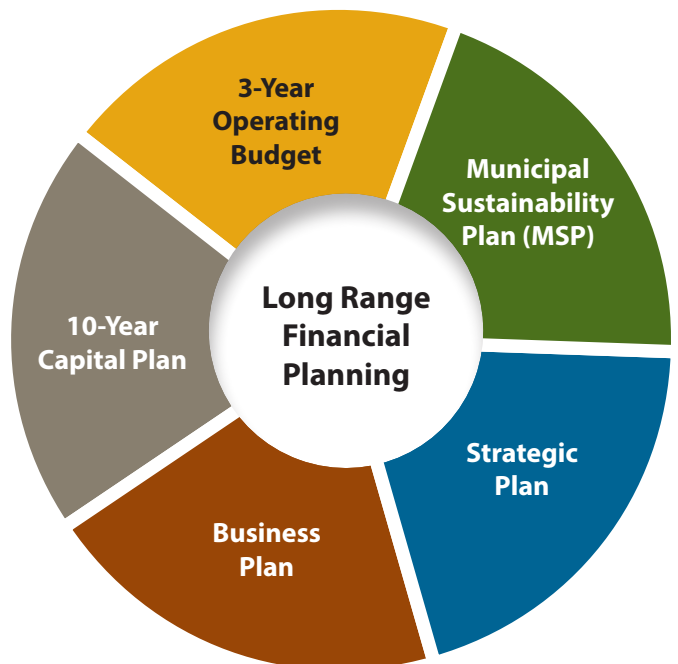 3-Year
Operating
Budget
Municipal
Sustainability
Plan (MSP)
Long Range
Financial
Planning
10-Year
Capital Plan
Strategic
Plan
Business
Plan